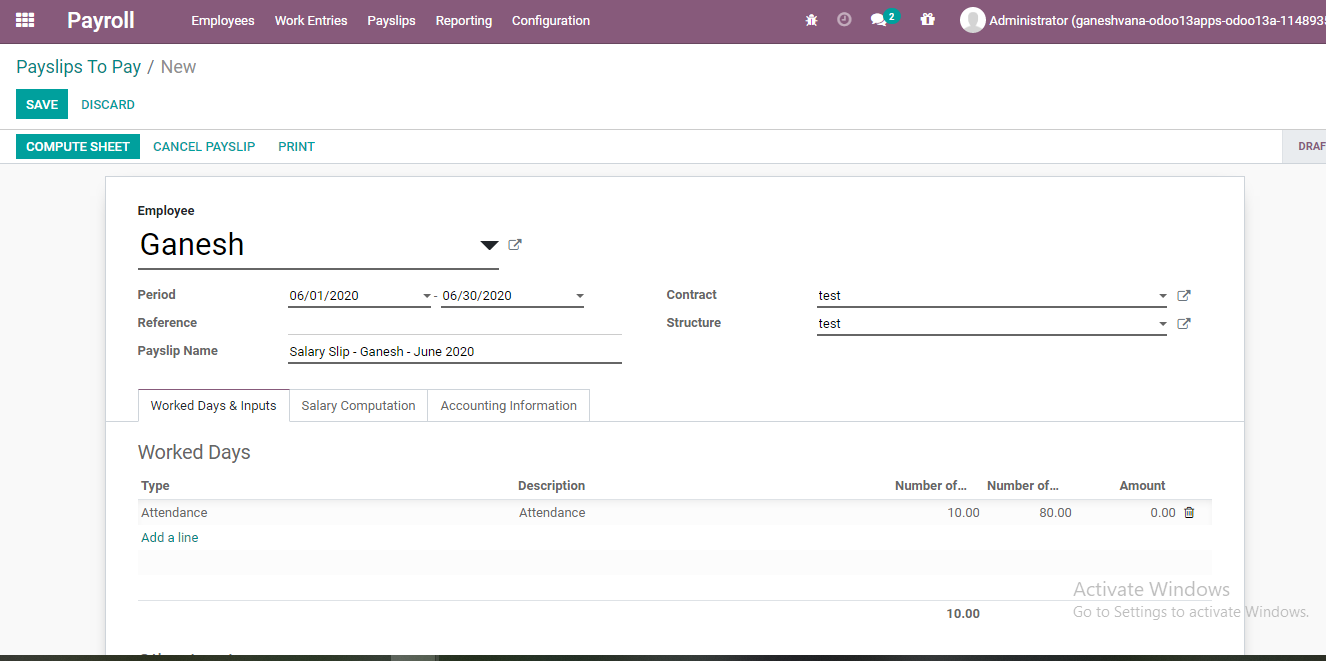 Payroll Employees Work Entries Payslips Reporting Configuration 2 Administrator (ganeshvana-odoo13apps-odoo13a-114893
Payslips To Pay / New
SAVE DISCARD
COMPUTE SHEET CANCEL PAYSLIP PRINT DRAF
Employee
Ganesh
Period 06/01/2020 - 06/30/2020 Contract test
Reference Structure test
Payslip Name Salary Slip - Ganesh - June 2020
Worked Days & Inputs Salary Computation Accounting Information
Worked Days
Type Description Number of... Number of... Amount
Attendance Attendance 10.00 80.00 0.00
Add a line
Activate Windows
10.00 Go to Settings to activate Windows.